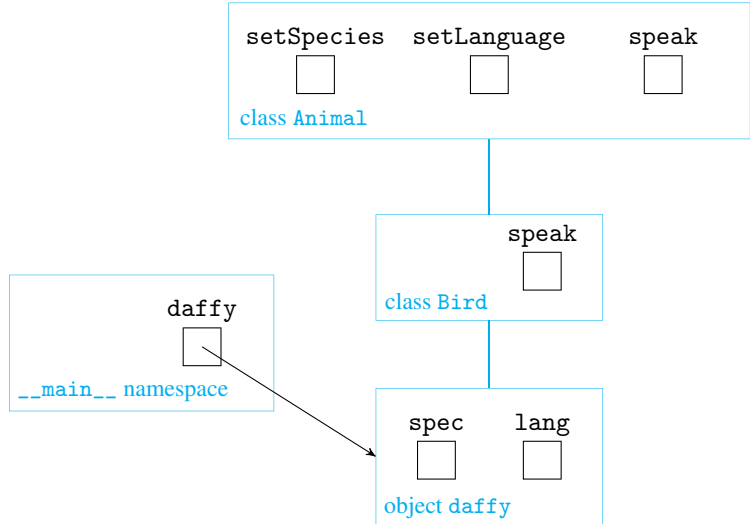 setSpecies setLanguage speak
class Animal
speak
class Bird
daffy
__main__ namespace
spec lang
object daffy